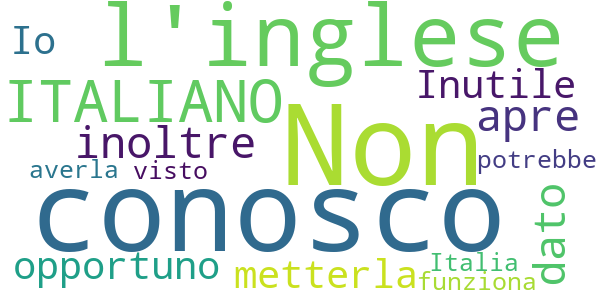 l'inglese
Io
Inutile
ITALIANO
Non
apre
inoltre
potrebbe
averla
visto
conosco
dato
opportuno
metterla
Italia
funziona